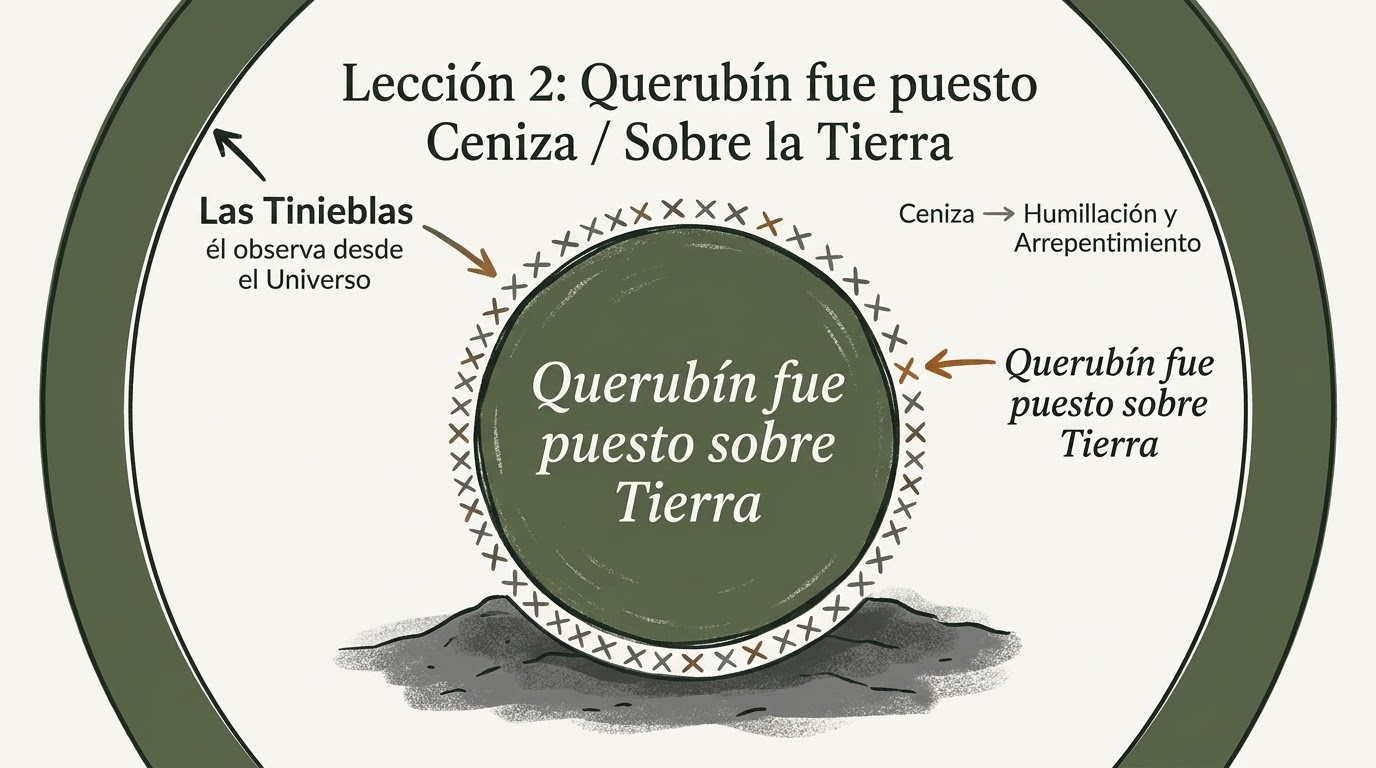 Lección 2: Querubín fue puesto
Ceniza / Sobre la Tierra
Las Tinieblas
él observa desde
el Universo
Ceniza → Humillación y
Arrepentimiento
Querubín fue
puesto sobre
Tierra
Querubín fue
puesto sobre
Tierra